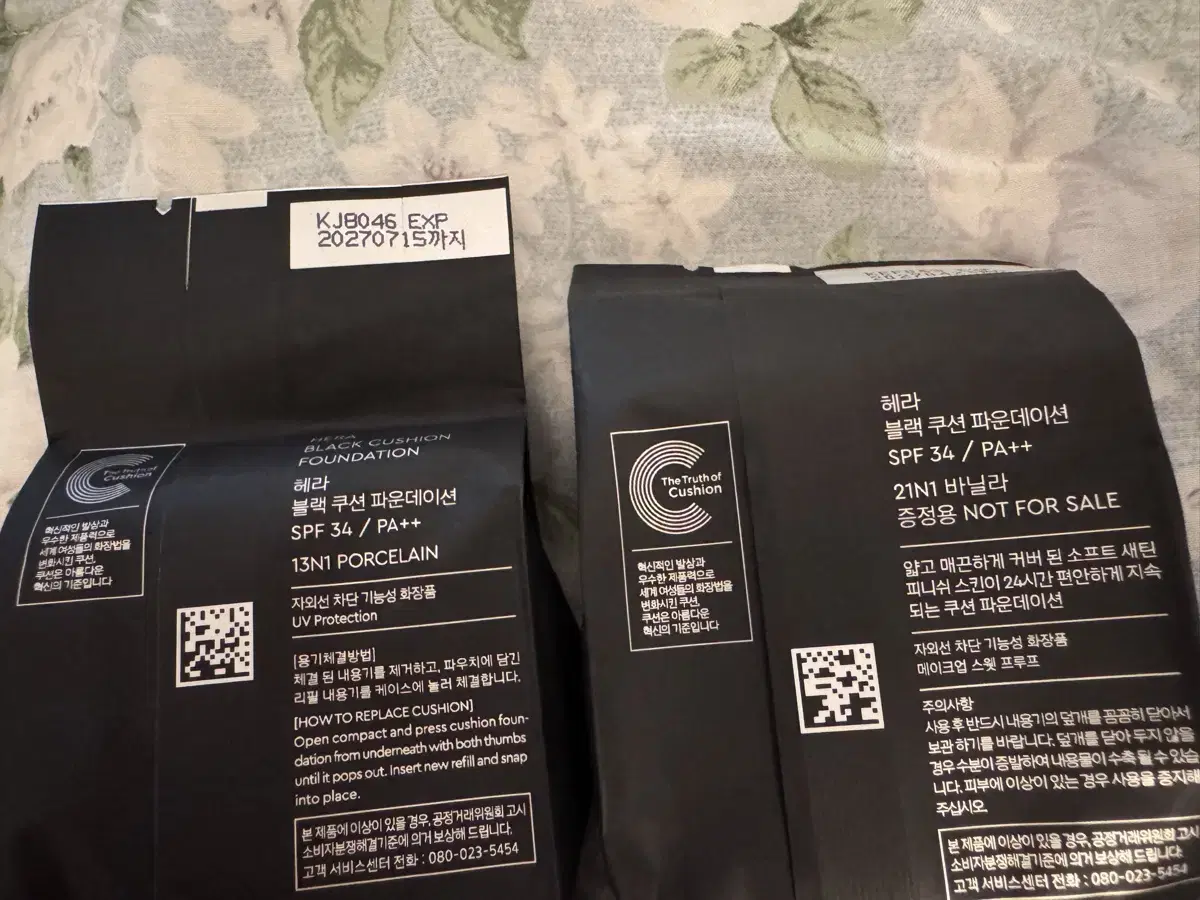 KJ8046 EXP
20270715까지
The Truth of
Cushion
혁신적인 발상과
우수한 제품력으로
세계 여성들의 화장법을
변화시킨 쿠션,
쿠션은 아름다운
혁신의 기준입니다
HERA
BLACK CUSHION
FOUNDATION
헤라
블랙 쿠션 파운데이션
SPF 34 / PA++
13N1 PORCELAIN
자외선 차단 기능성 화장품
UV Protection
[용기체결방법]
체결 된 내용기를 제거하고, 파우치에 담긴
리필 내용기를 케이스에 눌러 체결합니다.
[HOW TO REPLACE CUSHION]
Open compact and press cushion foun-
dation from underneath with both thumbs
until it pops out. Insert new refill and snap
into place.
본 제품에 이상이 있을 경우, 공정거래위원회 고시
소비자분쟁해결기준에 의거 보상해 드립니다.
고객 서비스센터 전화 : 080-023-5454
The Truth of
Cushion
혁신적인 발상과
우수한 제품력으로
세계 여성들의 화장법을
변화시킨 쿠션,
쿠션은 아름다운
혁신의 기준입니다
헤라
블랙 쿠션 파운데이션
SPF 34 / PA++
21N1 바닐라
증정용 NOT FOR SALE
얇고 매끈하게 커버 된 소프트 새틴
피니쉬 스킨이 24시간 편안하게 지속
되는 쿠션 파운데이션
자외선 차단 기능성 화장품
메이크업 스웻 프루프
주의사항
사용 후 반드시 내용기의 덮개를 꼼꼼히 닫아서
보관 하기를 바랍니다. 덮개를 닫아 두지 않을
경우 수분이 증발하여 내용물이 수축 될 수 있습
니다. 피부에 이상이 있는 경우 사용을 중지해
주십시오.
본 제품에 이상이 있을 경우, 공정거래위원회 고시
소비자분쟁해결기준에 의거 보상해 드립니다.
고객 서비스센터 전화 : 080-023-5454